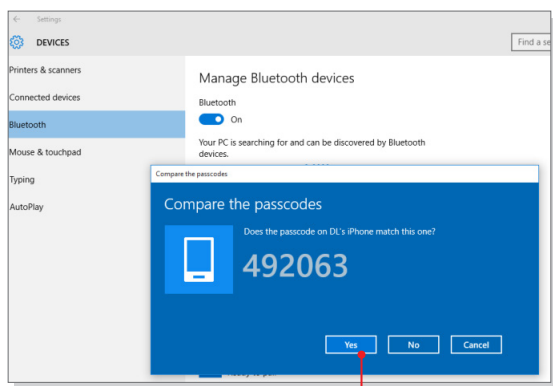 Settings
DEVICES
Find a se
Printers & scanners
Connected devices
Bluetooth
Mouse & touchpad
Typing
AutoPlay
Manage Bluetooth devices
Bluetooth
On
Your PC is searching for and can be discovered by Bluetooth
devices.
Compare the passcodes
Compare the passcodes
Does the passcode on DL's iPhone match this one?
492063
Yes No Cancel